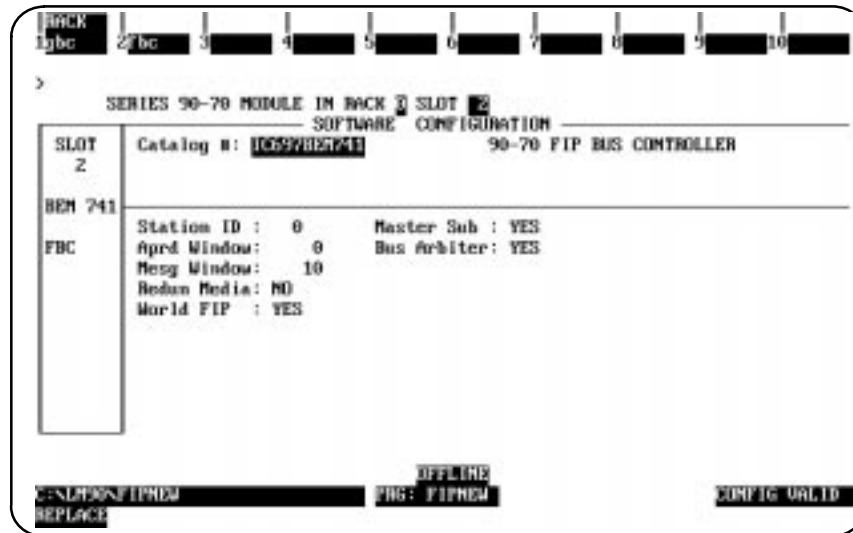 RACK
1gbc 2fbc 3 4 5 6 7 8 9 10
>
SERIES 90-70 MODULE IN RACK 0 SLOT 2
SOFTWARE CONFIGURATION
SLOT Catalog #: IC697BEM741 90-70 FIP BUS CONTROLLER
2
BEM 741
Station ID : 0 Master Sub : YES
FBC Aprd Window: 0 Bus Arbiter: YES
Mesg Window: 10
Redun Media: NO
World FIP : YES
OFFLINE
C:\LM90\FIPNEW PRG: FIPNEW CONFIG VALID
REPLACE